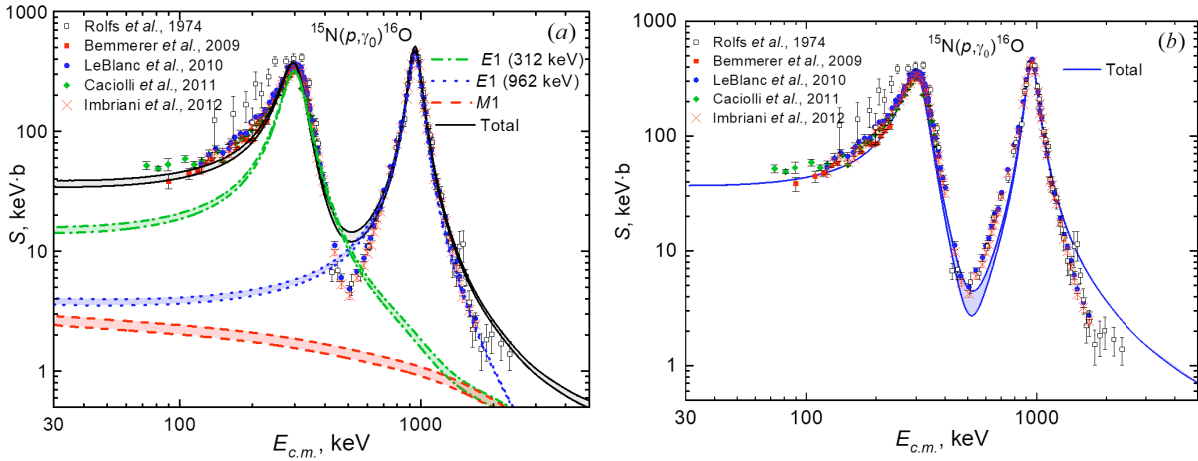 1000
100
10
1
S, keV·b
30
100
1000
E c.m., keV
15N(p,γ0)16O
(a)
Rolfs et al., 1974
Bemmerer et al., 2009
LeBlanc et al., 2010
Caciolli et al., 2011
Imbriani et al., 2012
E1 (312 keV)
E1 (962 keV)
M1
Total
1000
100
10
1
S, keV·b
30
100
1000
E c.m., keV
15N(p,γ0)16O
(b)
Rolfs et al., 1974
Bemmerer et al., 2009
LeBlanc et al., 2010
Caciolli et al., 2011
Imbriani et al., 2012
Total